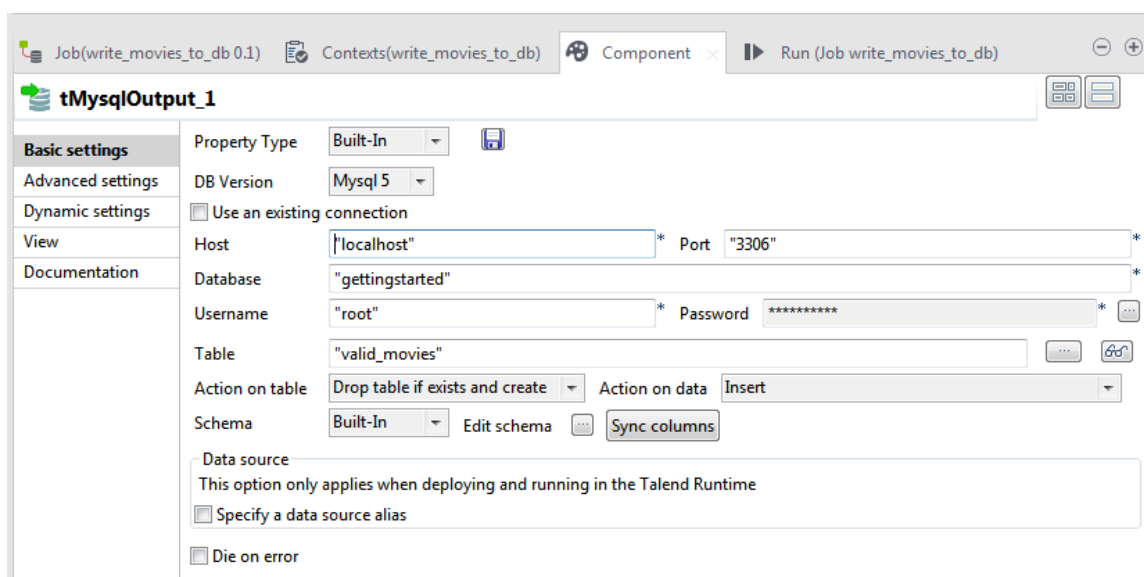 Job(write_movies_to_db 0.1) Contexts(write_movies_to_db) Component Run (Job write_movies_to_db)
tMysqlOutput_1
Basic settings
Advanced settings
Dynamic settings
View
Documentation
Property Type Built-In
DB Version Mysql 5
Use an existing connection
Host "localhost" * Port "3306" *
Database "gettingstarted" *
Username "root" * Password ********** * ...
Table "valid_movies" ...
Action on table Drop table if exists and create Action on data Insert
Schema Built-In Edit schema ... Sync columns
Data source
This option only applies when deploying and running in the Talend Runtime
Specify a data source alias
Die on error